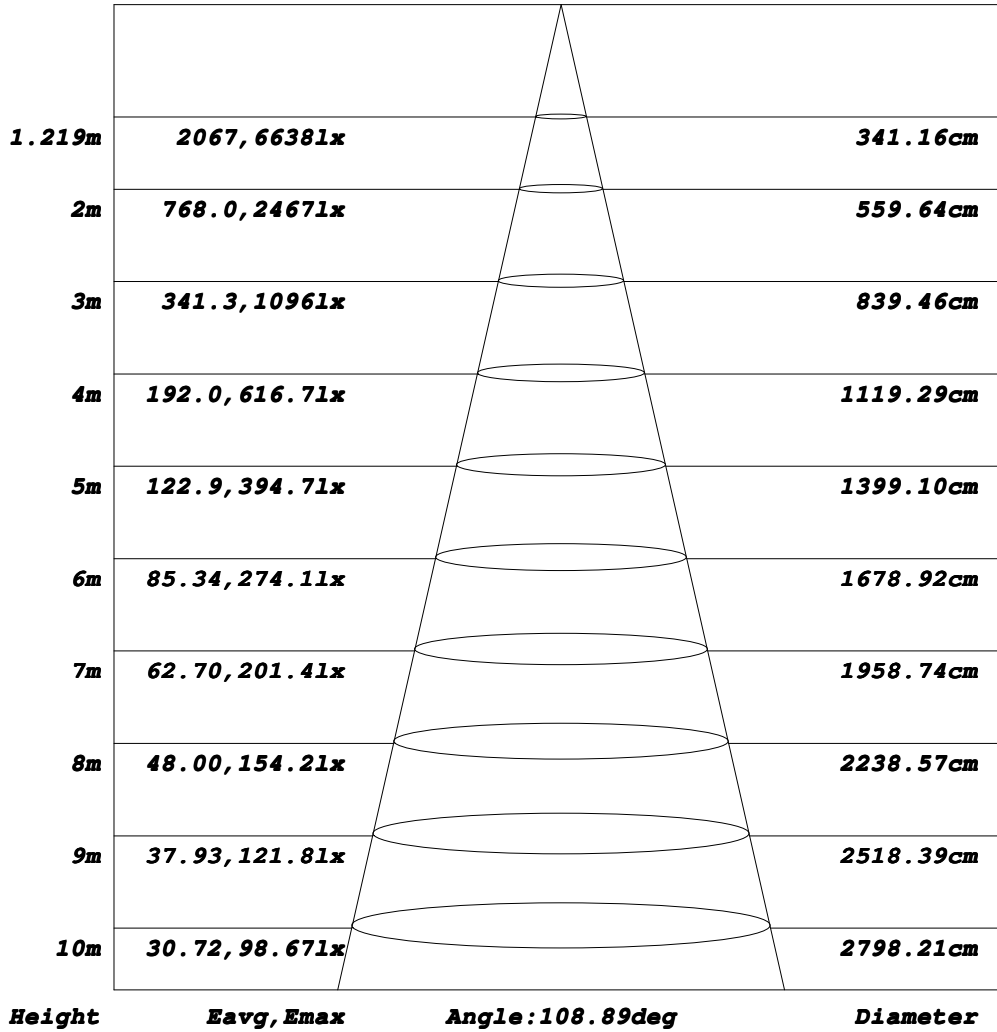 1.219m 2067,6638lx 341.16cm
2m 768.0,2467lx 559.64cm
3m 341.3,1096lx 839.46cm
4m 192.0,616.7lx 1119.29cm
5m 122.9,394.7lx 1399.10cm
6m 85.34,274.1lx 1678.92cm
7m 62.70,201.4lx 1958.74cm
8m 48.00,154.2lx 2238.57cm
9m 37.93,121.8lx 2518.39cm
10m 30.72,98.67lx 2798.21cm
Height Eavg,Emax Angle:108.89deg Diameter